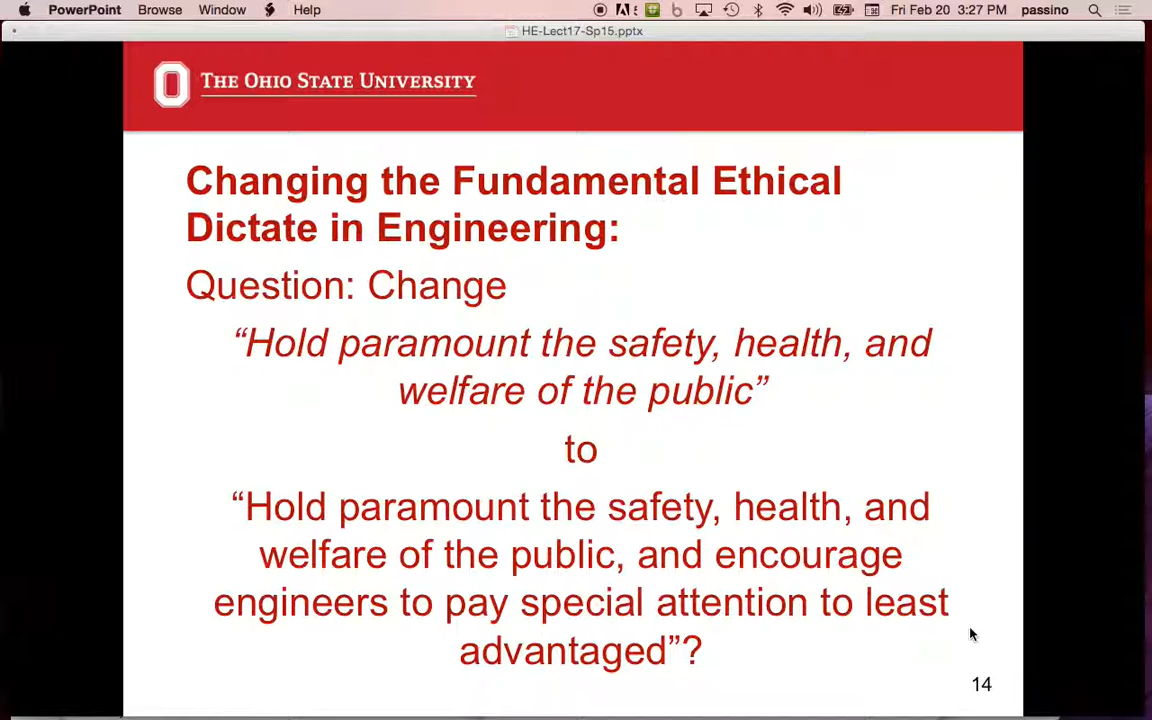 PowerPoint Browse Window Help Fri Feb 20 3:27 PM passino
HE-Lect17-Sp15.pptx
THE OHIO STATE UNIVERSITY
Changing the Fundamental Ethical
Dictate in Engineering:
Question: Change
“Hold paramount the safety, health, and
welfare of the public”
to
“Hold paramount the safety, health, and
welfare of the public, and encourage
engineers to pay special attention to least
advantaged”?
14